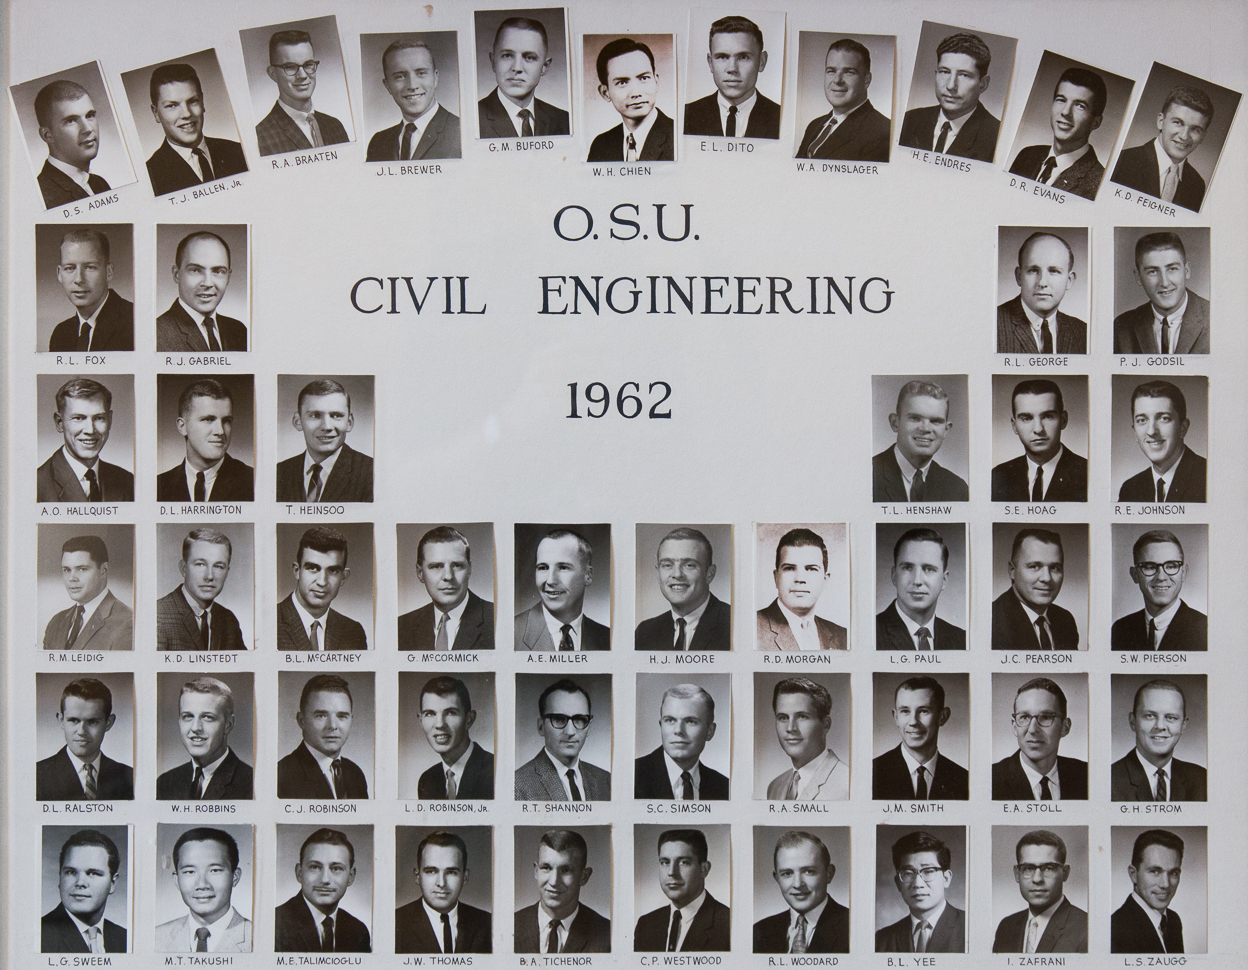 D. S. ADAMS
T. J. BALLEN, JR.
R. A. BRAATEN
J. L. BREWER
G. M. BUFORD
W. H. CHIEN
E. L. DITO
W. A. DYNSLAGER
H. E. ENDRES
D. R. EVANS
K. D. FEIGNER
O. S. U.
CIVIL ENGINEERING
1962
R. L. FOX
R. J. GABRIEL
R. L. GEORGE
P. J. GODSIL
A. O. HALLQUIST
D. L. HARRINGTON
T. HEINSOO
T. L. HENSHAW
S. E. HOAG
R. E. JOHNSON
R. M. LEIDIG
K. D. LINSTEDT
B. L. McCARTNEY
G. McCORMICK
A. E. MILLER
H. J. MOORE
R. D. MORGAN
L. G. PAUL
J. C. PEARSON
S. W. PIERSON
D. L. RALSTON
W. H. ROBBINS
C. J. ROBINSON
L. D. ROBINSON, JR.
R. T. SHANNON
S. C. SIMSON
R. A. SMALL
J. M. SMITH
E. A. STOLL
G. H. STROM
L. G. SWEEM
M. T. TAKUSHI
M. E. TALIMCIOGLU
J. W. THOMAS
B. A. TICHENOR
C. P. WESTWOOD
R. L. WOODARD
B. L. YEE
I. ZAFRANI
L. S. ZAUGG